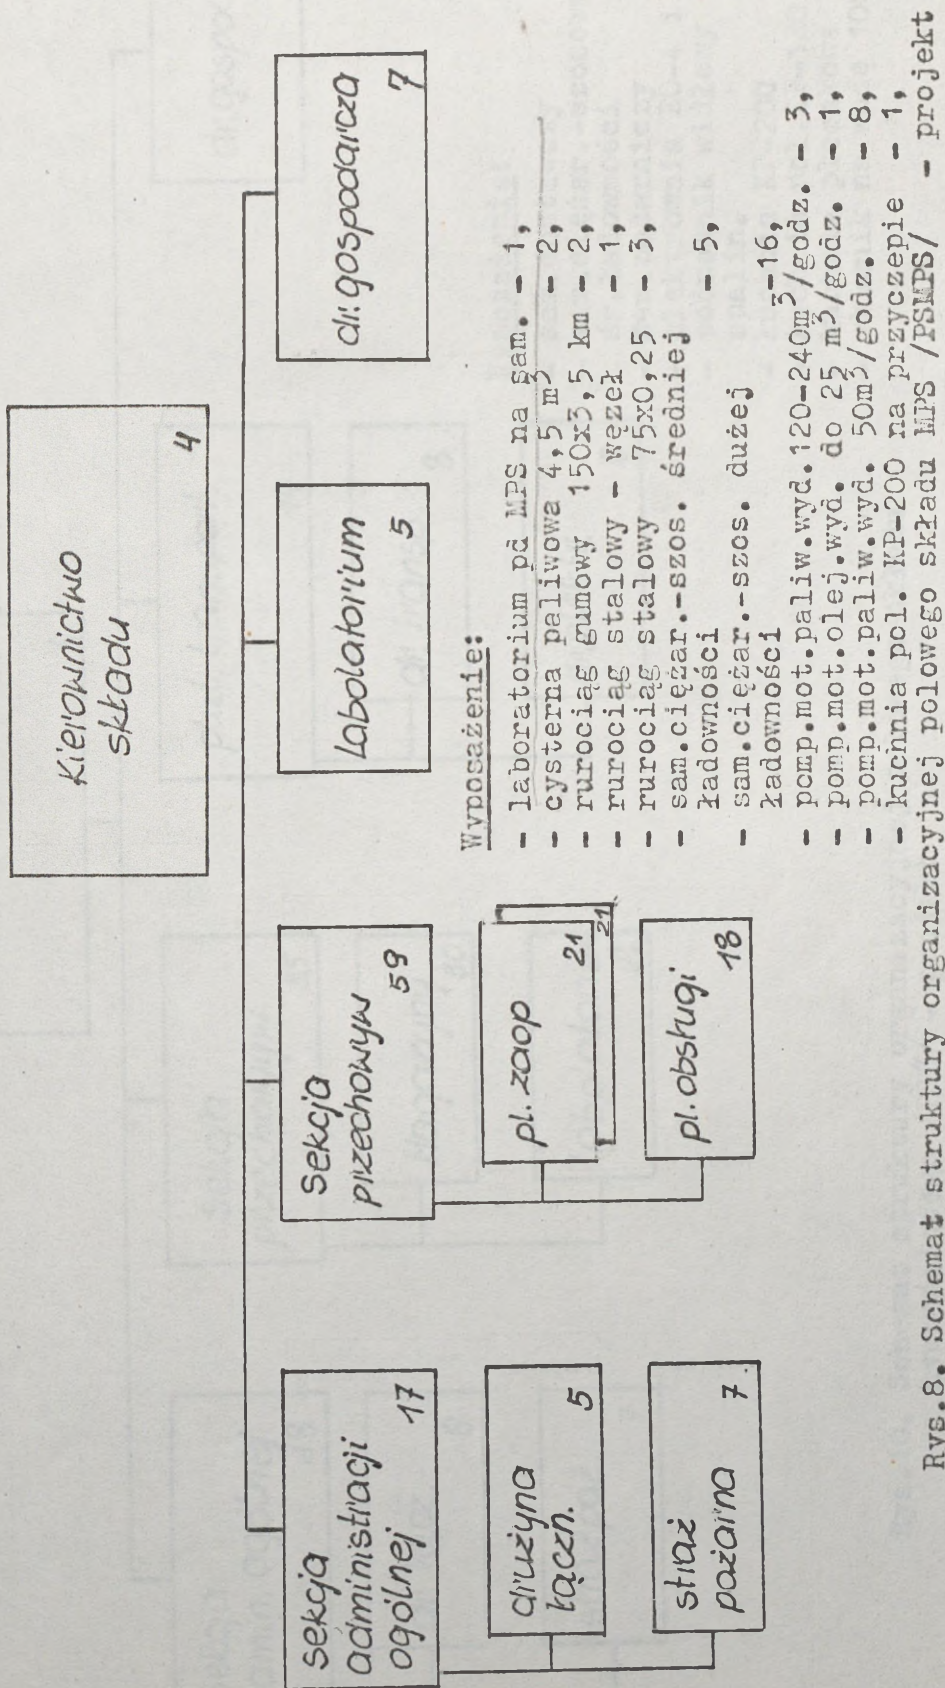 Kierownictwo
składu
4
sekcja
administracji
ogólnej
17
drużyna
łączn.
5
straż
pożarna
7
Sekcja
przechowyw
59
pl. zaop
21
21
pl. obsługi
18
Labolatorium
5
dr. gospodarcza
7
Wyposażenie:
- laboratorium pd MPS na sam. - 1,
- cysterna paliwowa 4,5 m³ - 2,
- rurociąg gumowy 150x3,5 km - 2,
- rurociąg stalowy - węzeł - 1,
- rurociąg stalowy 75x0,25 - 3,
- sam.ciężar.-szos. średniej
ładowności - 5,
- sam.ciężar.-szos. dużej
ładowności -16,
- pomp.mot.paliw.wyd.120-240m³/godz. - 3,
- pomp.mot.olej.wyd. do 25 m³/godz. - 1,
- pomp.mot.paliw.wyd. 50m³/godz. - 8,
- kuchnia pol. KP-200 na przyczepie - 1,
Rys.8. Schemat struktury organizacyjnej polowego składu MPS /PSMPS/ - projekt